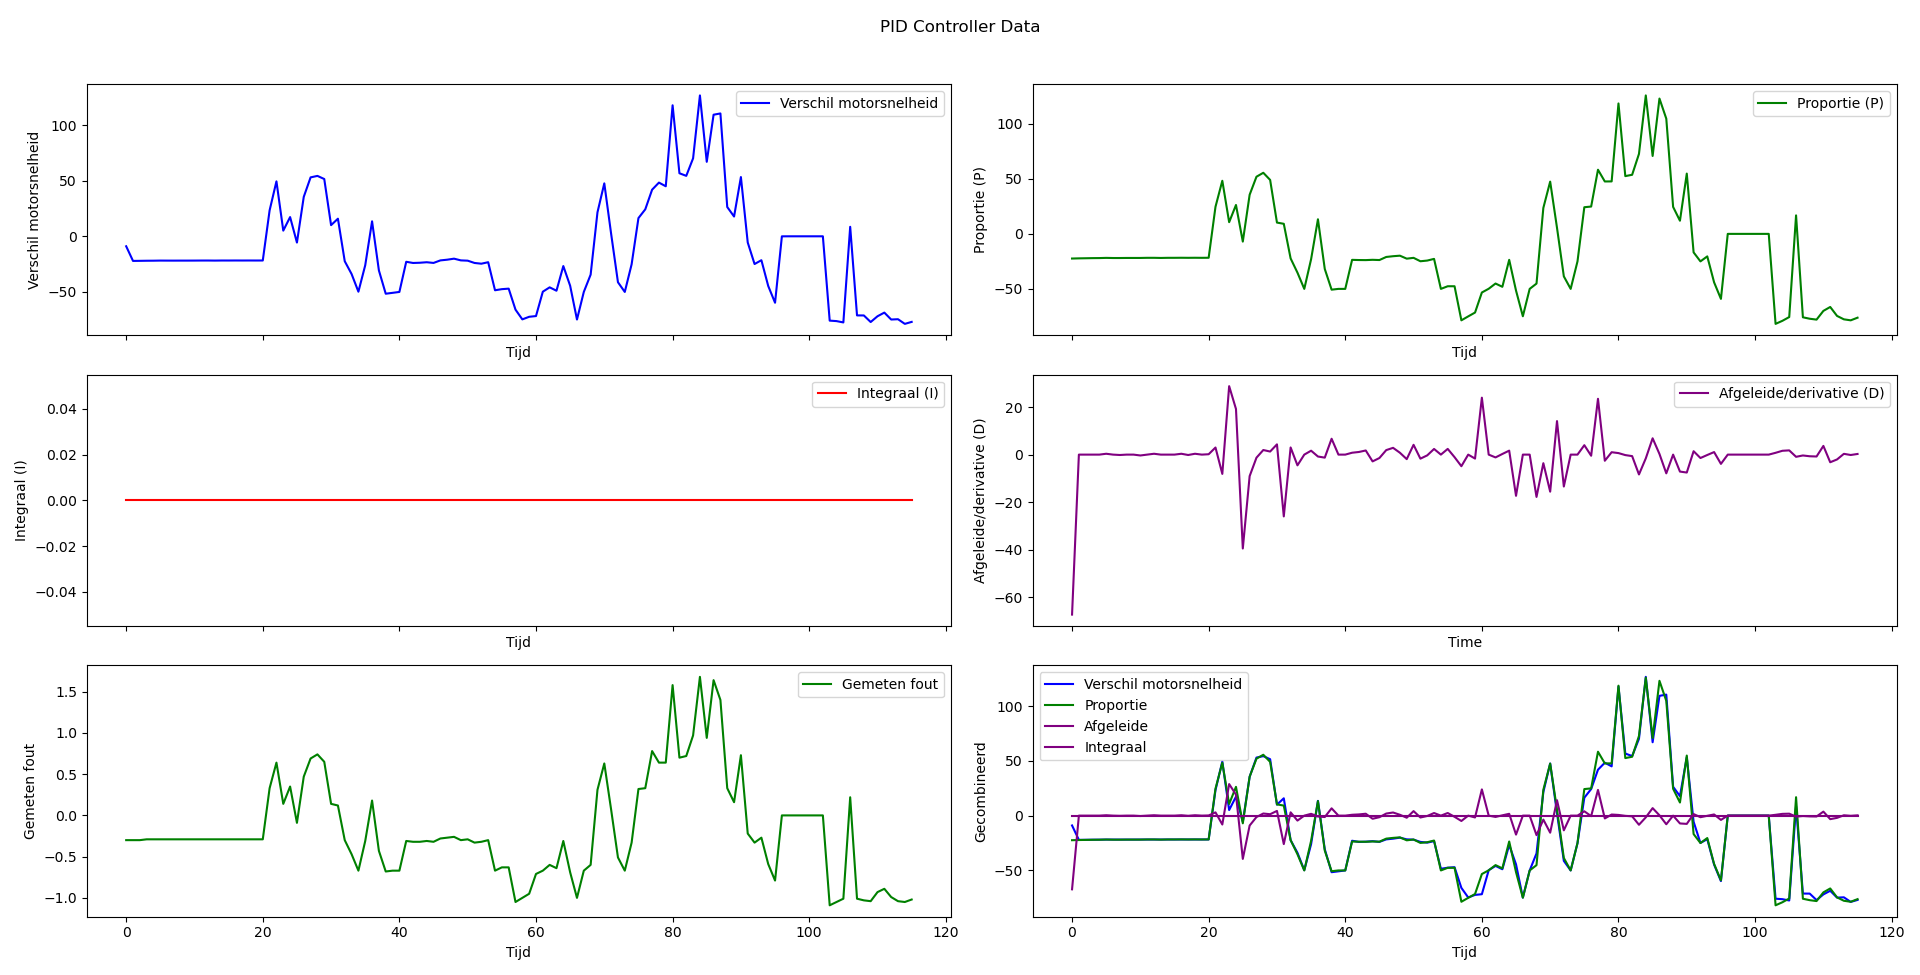 PID Controller Data
Verschil motorsnelheid
100
50
0
−50
Verschil motorsnelheid
Tijd
Proportie (P)
100
50
0
−50
Proportie (P)
Tijd
Integraal (I)
0.04
0.02
0.00
−0.02
−0.04
Integraal (I)
Tijd
Afgeleide/derivative (D)
20
0
−20
−40
−60
Afgeleide/derivative (D)
Time
Gemeten fout
1.5
1.0
0.5
0.0
−0.5
−1.0
Gemeten fout
0 20 40 60 80 100 120
Tijd
Gecombineerd
100
50
0
−50
Verschil motorsnelheid
Proportie
Afgeleide
Integraal
0 20 40 60 80 100 120
Tijd